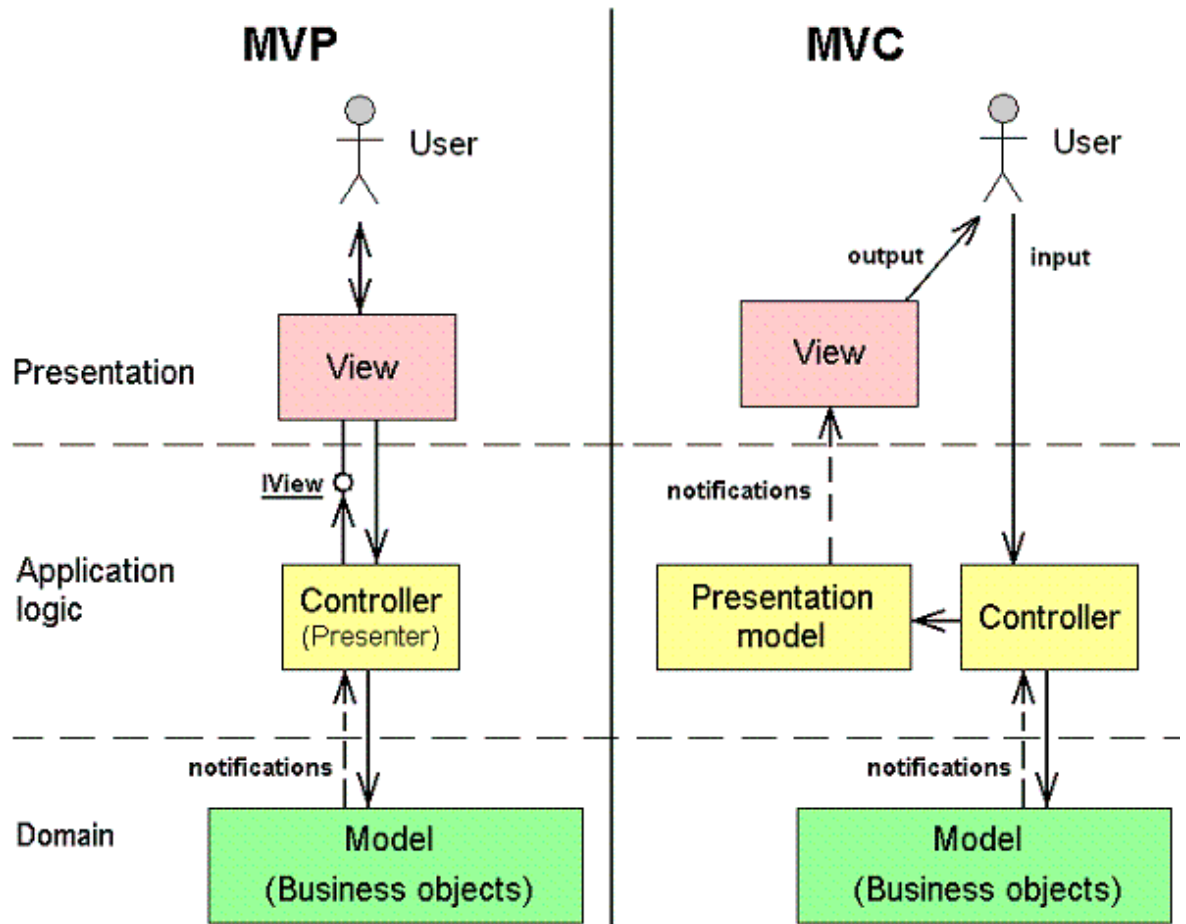 MVP
MVC
User
User
output
input
View
View
Presentation
IView
notifications
Application
logic
Controller
(Presenter)
Presentation
model
Controller
notifications
notifications
Domain
Model
(Business objects)
Model
(Business objects)